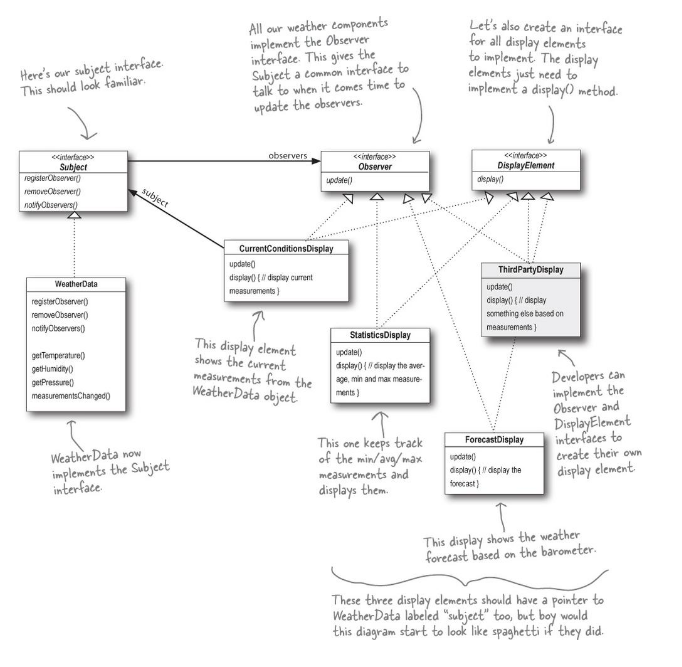 Here's our subject interface.
This should look familiar.
All our weather components
implement the Observer
interface. This gives the
Subject a common interface to
talk to when it comes time to
update the observers.
Let's also create an interface
for all display elements
to implement. The display
elements just need to
implement a display() method.
<<interface>>
Subject
registerObserver()
removeObserver()
notifyObservers()
observers
<<interface>>
Observer
update()
<<interface>>
DisplayElement
display()
subject
WeatherData
registerObserver()
removeObserver()
notifyObservers()
getTemperature()
getHumidity()
getPressure()
measurementsChanged()
CurrentConditionsDisplay
update()
display() { // display current
measurements }
ThirdPartyDisplay
update()
display() { // display
something else based on
measurements }
StatisticsDisplay
update()
display() { // display the aver-
age, min and max measure-
ments }
ForecastDisplay
update()
display() { // display the
forecast }
This display element
shows the current
measurements from the
WeatherData object.
WeatherData now
implements the Subject
interface.
This one keeps track
of the min/avg/max
measurements and
displays them.
Developers can
implement the
Observer and
DisplayElement
interfaces to
create their own
display element.
This display shows the weather
forecast based on the barometer.
These three display elements should have a pointer to
WeatherData labeled "subject" too, but boy would
this diagram start to look like spaghetti if they did.